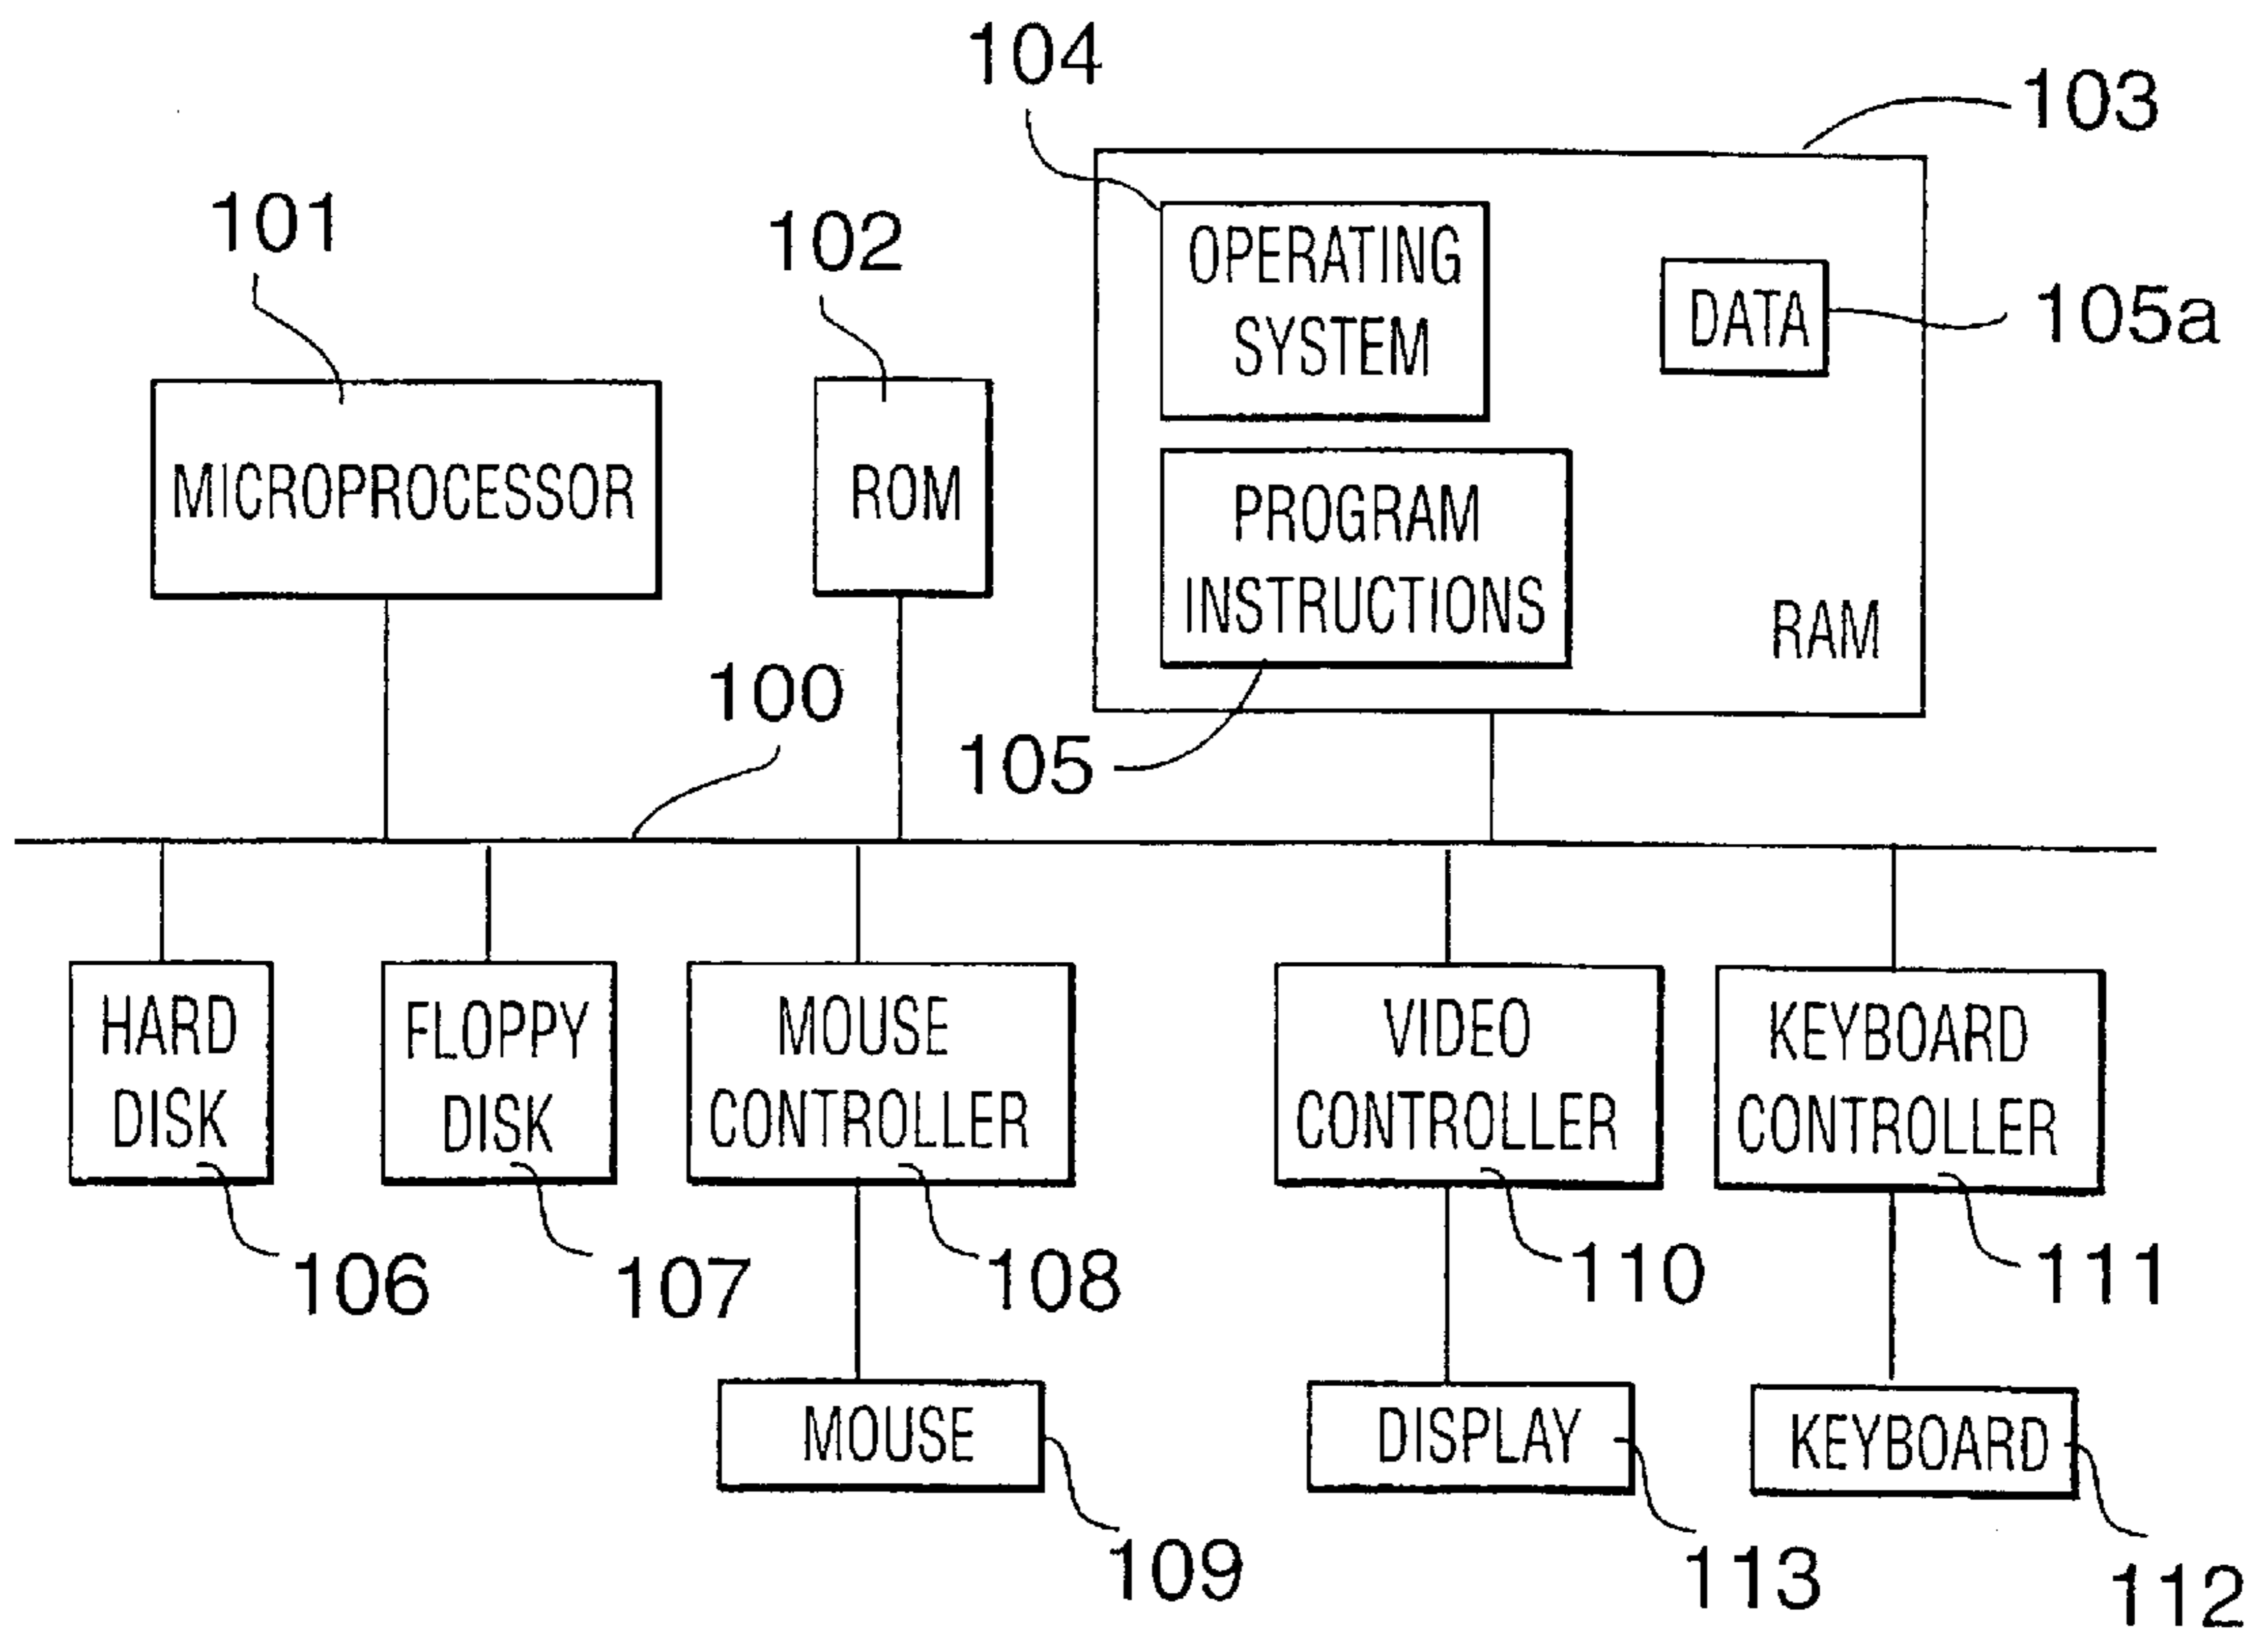 104
103
101
102
OPERATING
SYSTEM
DATA
105a
MICROPROCESSOR
ROM
PROGRAM
INSTRUCTIONS
RAM
100
105
HARD
DISK
FLOPPY
DISK
MOUSE
CONTROLLER
VIDEO
CONTROLLER
KEYBOARD
CONTROLLER
106
107
108
110
111
MOUSE
DISPLAY
KEYBOARD
109
113
112